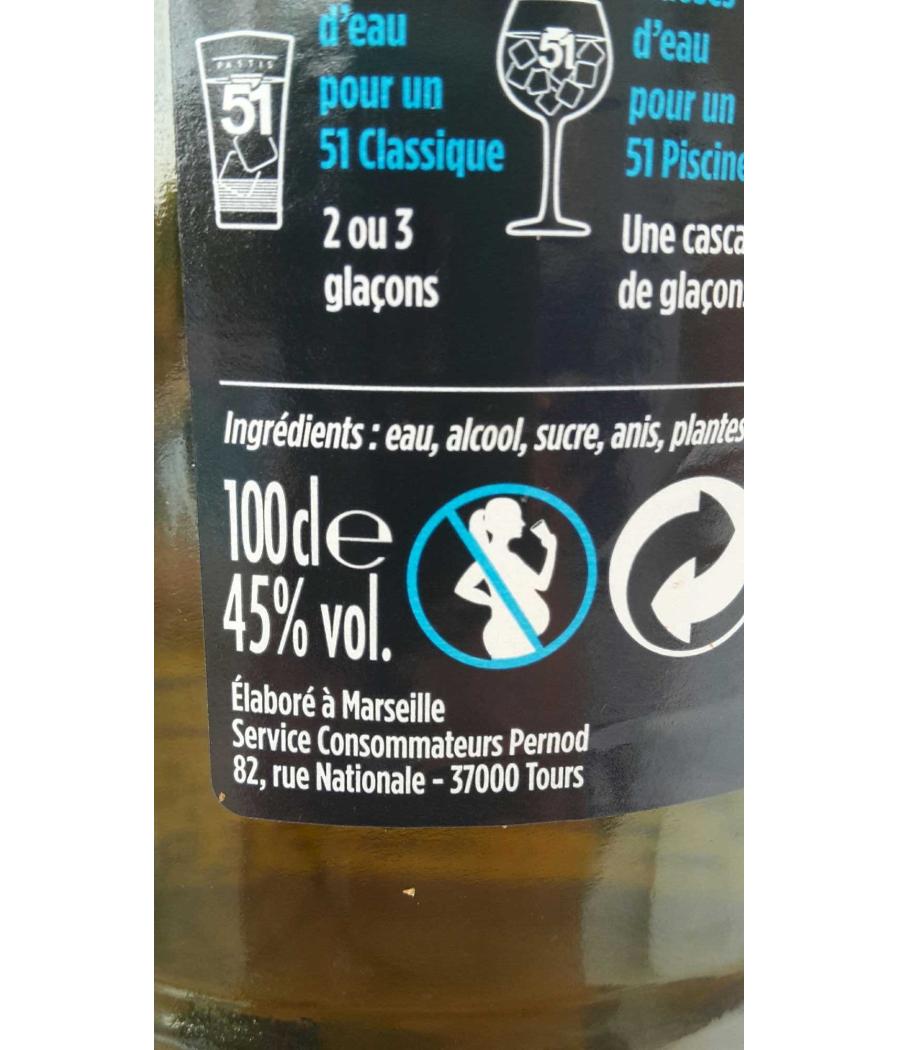 d'eau
pour un
51 Classique
2 ou 3
glaçons
PASTIS
51
d'eau
pour un
51 Piscine
Une casca
de glaçon
51
Ingrédients : eau, alcool, sucre, anis, plantes
100cl e
45% vol.
Élaboré à Marseille
Service Consommateurs Pernod
82, rue Nationale - 37000 Tours